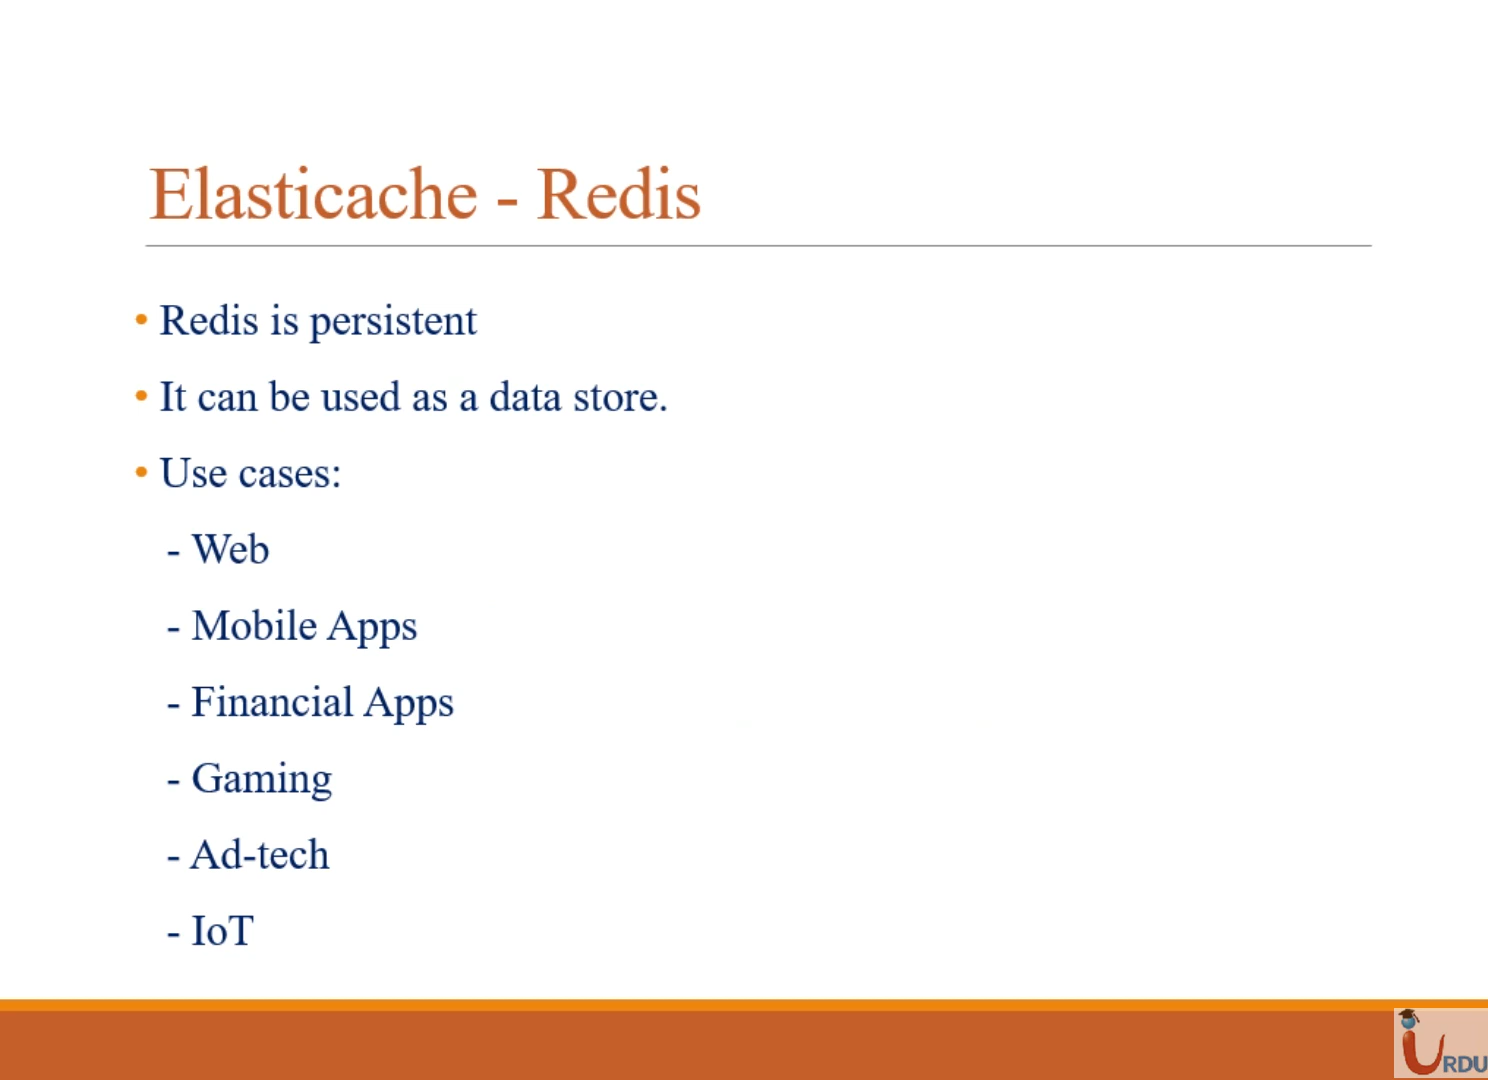 Elasticache - Redis
• Redis is persistent
• It can be used as a data store.
• Use cases:
- Web
- Mobile Apps
- Financial Apps
- Gaming
- Ad-tech
- IoT
iURDU